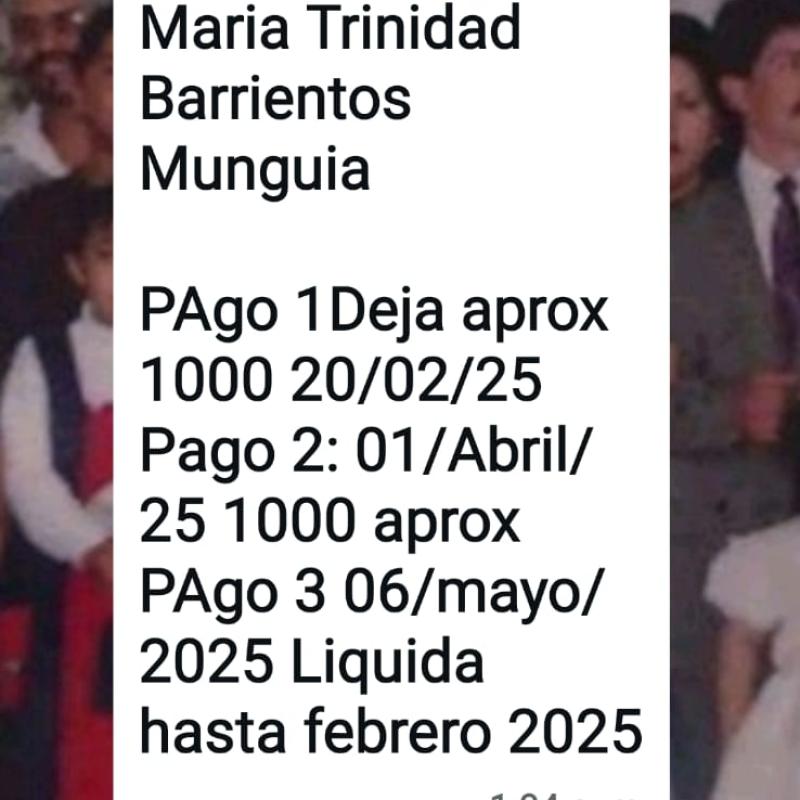 Maria Trinidad
Barrientos
Munguia
PAgo 1Deja aprox
1000 20/02/25
Pago 2: 01/Abril/
25 1000 aprox
PAgo 3 06/mayo/
2025 Liquida
hasta febrero 2025